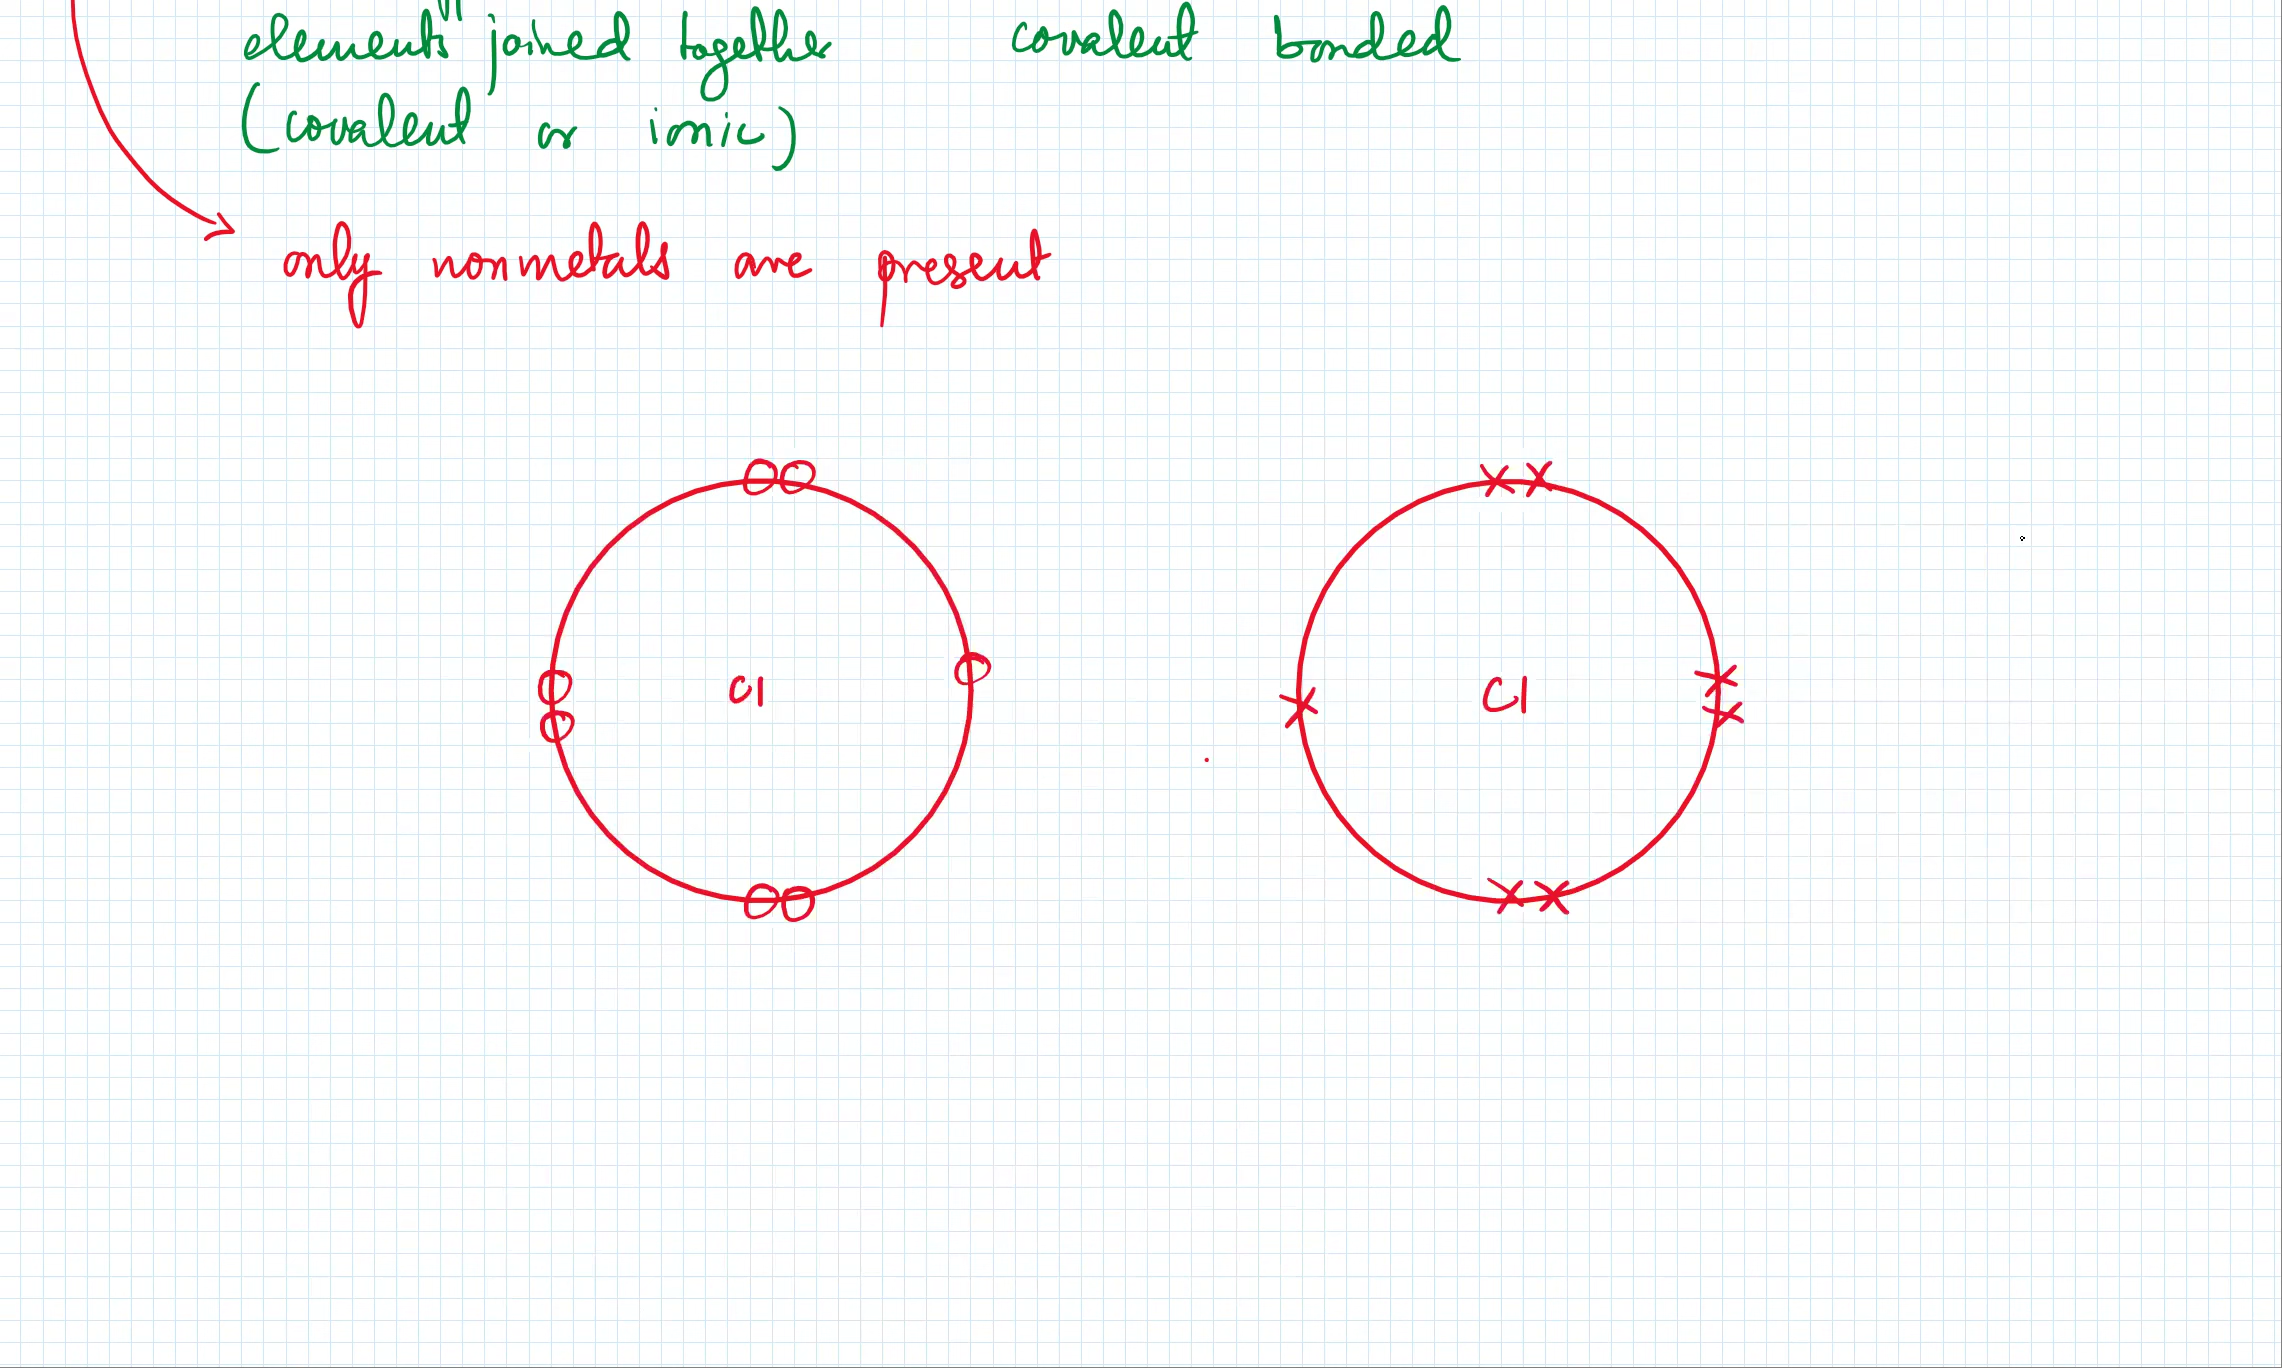 elements joined together covalent bonded
(covalent or ionic)
only nonmetals are present
Cl Cl